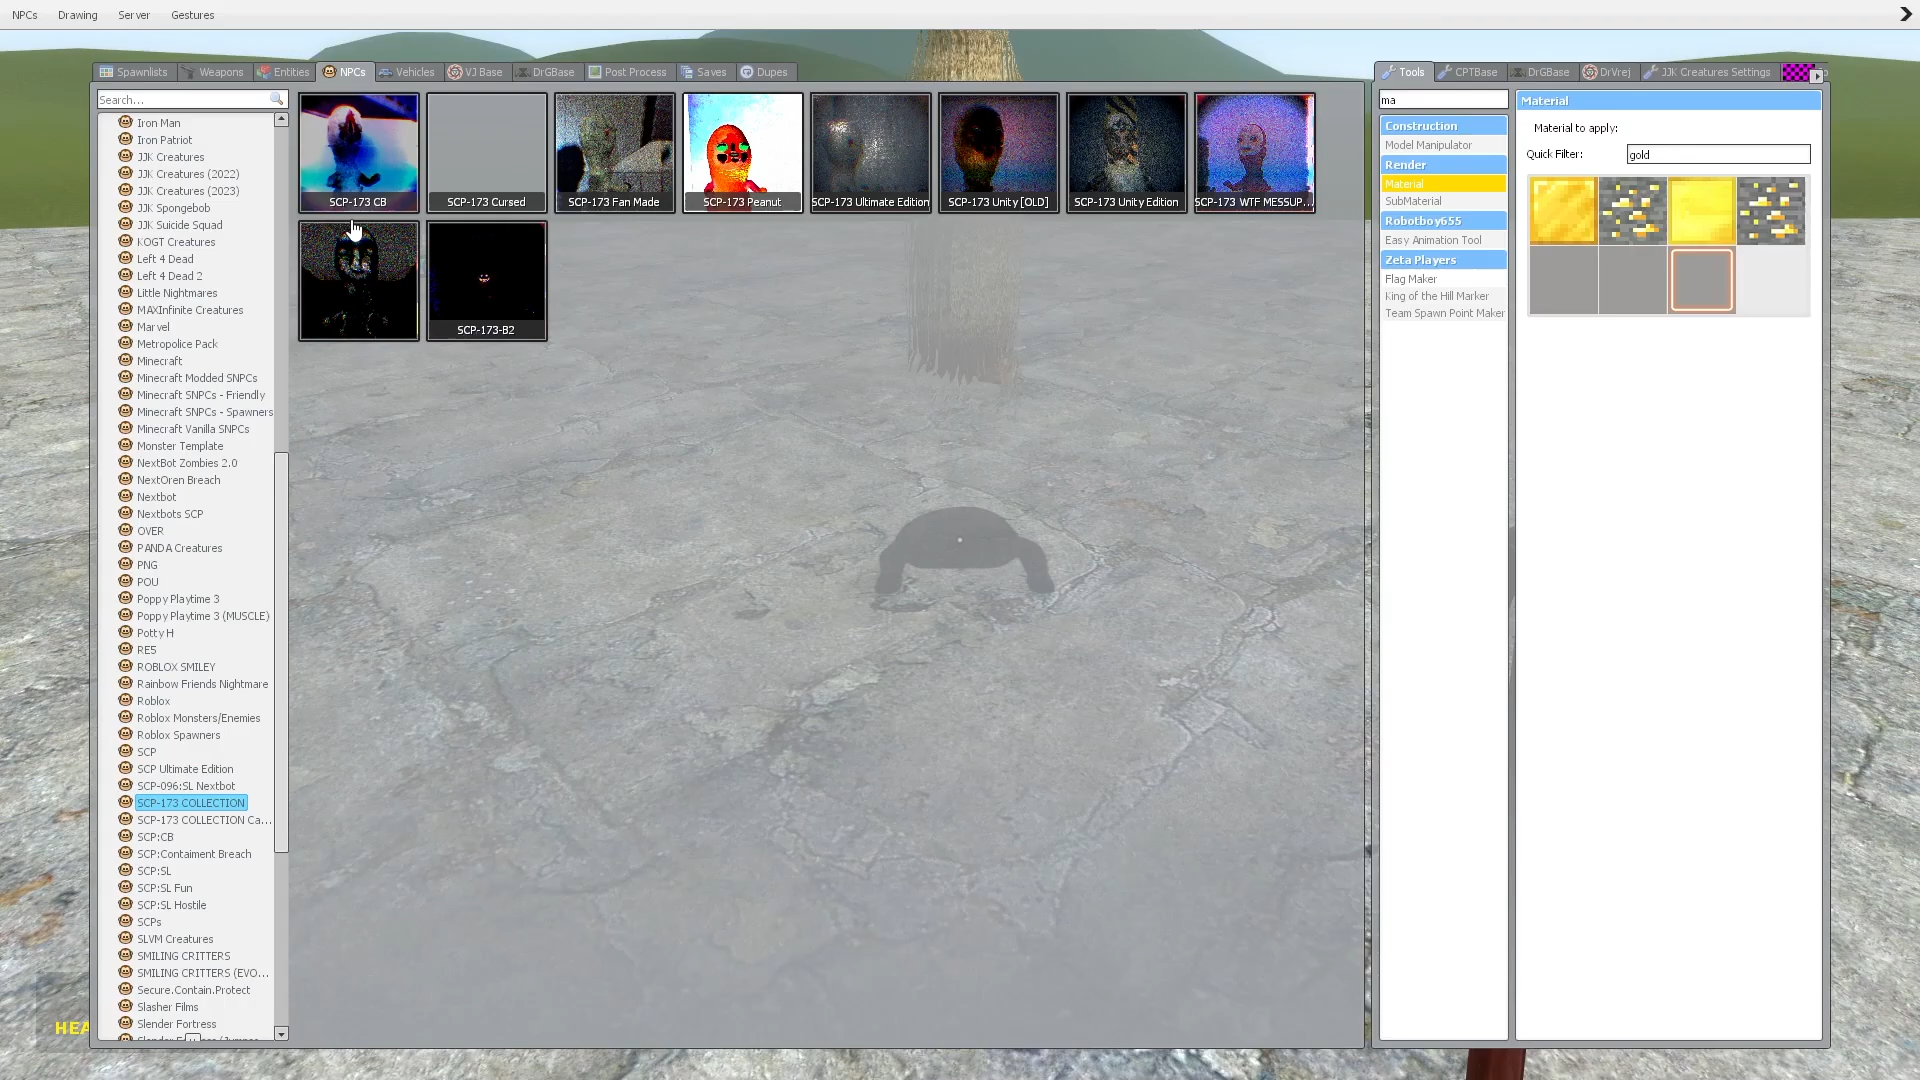 NPCs Drawing Server Gestures
Spawnlists Weapons Entities NPCs Vehicles VJ Base DrGBase Post Process Saves Dupes
Search...
Iron Man
Iron Patriot
JJK Creatures
JJK Creatures (2022)
JJK Creatures (2023)
JJK Spongebob
JJK Suicide Squad
KOGT Creatures
Left 4 Dead
Left 4 Dead 2
Little Nightmares
MAXInfinite Creatures
Marvel
Metropolice Pack
Minecraft
Minecraft Modded SNPCs
Minecraft SNPCs - Friendly
Minecraft SNPCs - Spawners
Minecraft Vanilla SNPCs
Monster Template
NextBot Zombies 2.0
NextOren Breach
Nextbot
Nextbots SCP
OVER
PANDA Creatures
PNG
POU
Poppy Playtime 3
Poppy Playtime 3 (MUSCLE)
Potty H
RE5
ROBLOX SMILEY
Rainbow Friends Nightmare
Roblox
Roblox Monsters/Enemies
Roblox Spawners
SCP
SCP Ultimate Edition
SCP-096:SL Nextbot
SCP-173 COLLECTION
SCP-173 COLLECTION Ca...
SCP:CB
SCP:Contaiment Breach
SCP:SL
SCP:SL Fun
SCP:SL Hostile
SCPs
SLVM Creatures
SMILING CRITTERS
SMILING CRITTERS (EVO...
Secure.Contain.Protect
Slasher Films
Slender Fortress
SCP-173 CB
SCP-173 Cursed
SCP-173 Fan Made
SCP-173 Peanut
SCP-173 Ultimate Edition
SCP-173 Unity [OLD]
SCP-173 Unity Edition
SCP-173 WTF MESSUP...
SCP-173-B2
HEA
Tools CPTBase DrGBase DrVrej JJK Creatures Settings
ma
Construction
Model Manipulator
Render
Material
SubMaterial
Robotboy655
Easy Animation Tool
Zeta Players
Flag Maker
King of the Hill Marker
Team Spawn Point Maker
Material
Material to apply:
Quick Filter: gold